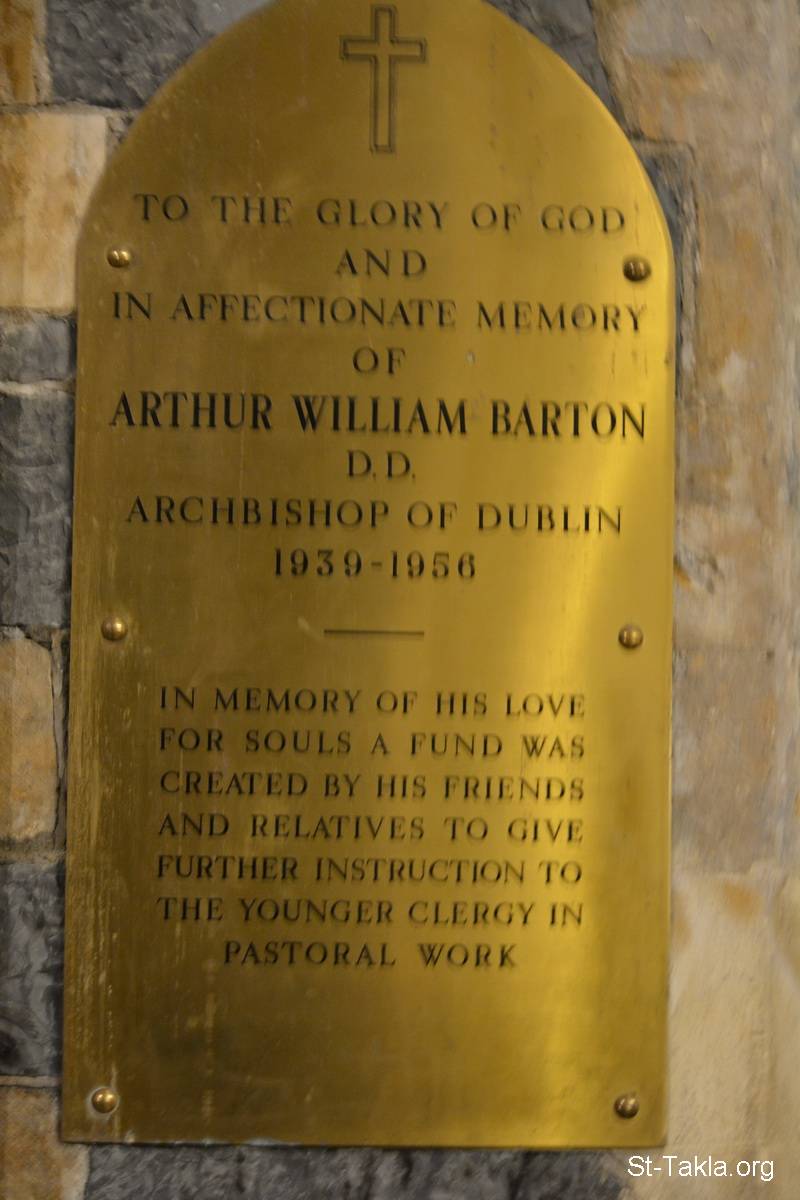 TO THE GLORY OF GOD
AND
IN AFFECTIONATE MEMORY
OF
ARTHUR WILLIAM BARTON
D.D.
ARCHBISHOP OF DUBLIN
1939-1956
IN MEMORY OF HIS LOVE
FOR SOULS A FUND WAS
CREATED BY HIS FRIENDS
AND RELATIVES TO GIVE
FURTHER INSTRUCTION TO
THE YOUNGER CLERGY IN
PASTORAL WORK
St-Takla.org